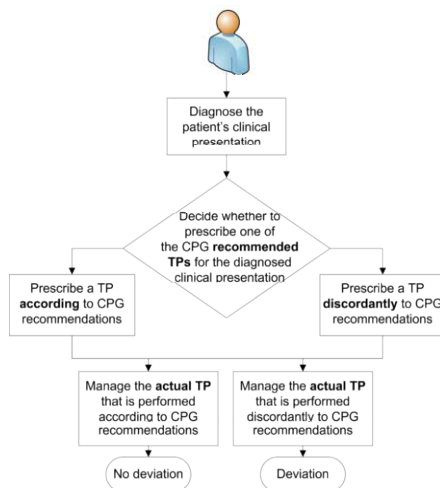 Diagnose the
patient's clinical
presentation
Decide whether to
prescribe one of
the CPG recommended
TPs for the diagnosed
clinical presentation
Prescribe a TP
according to CPG
recommendations
Prescribe a TP
discordantly to CPG
recommendations
Manage the actual TP
that is performed
according to CPG
recommendations
Manage the actual TP
that is performed
discordantly to CPG
recommendations
No deviation
Deviation